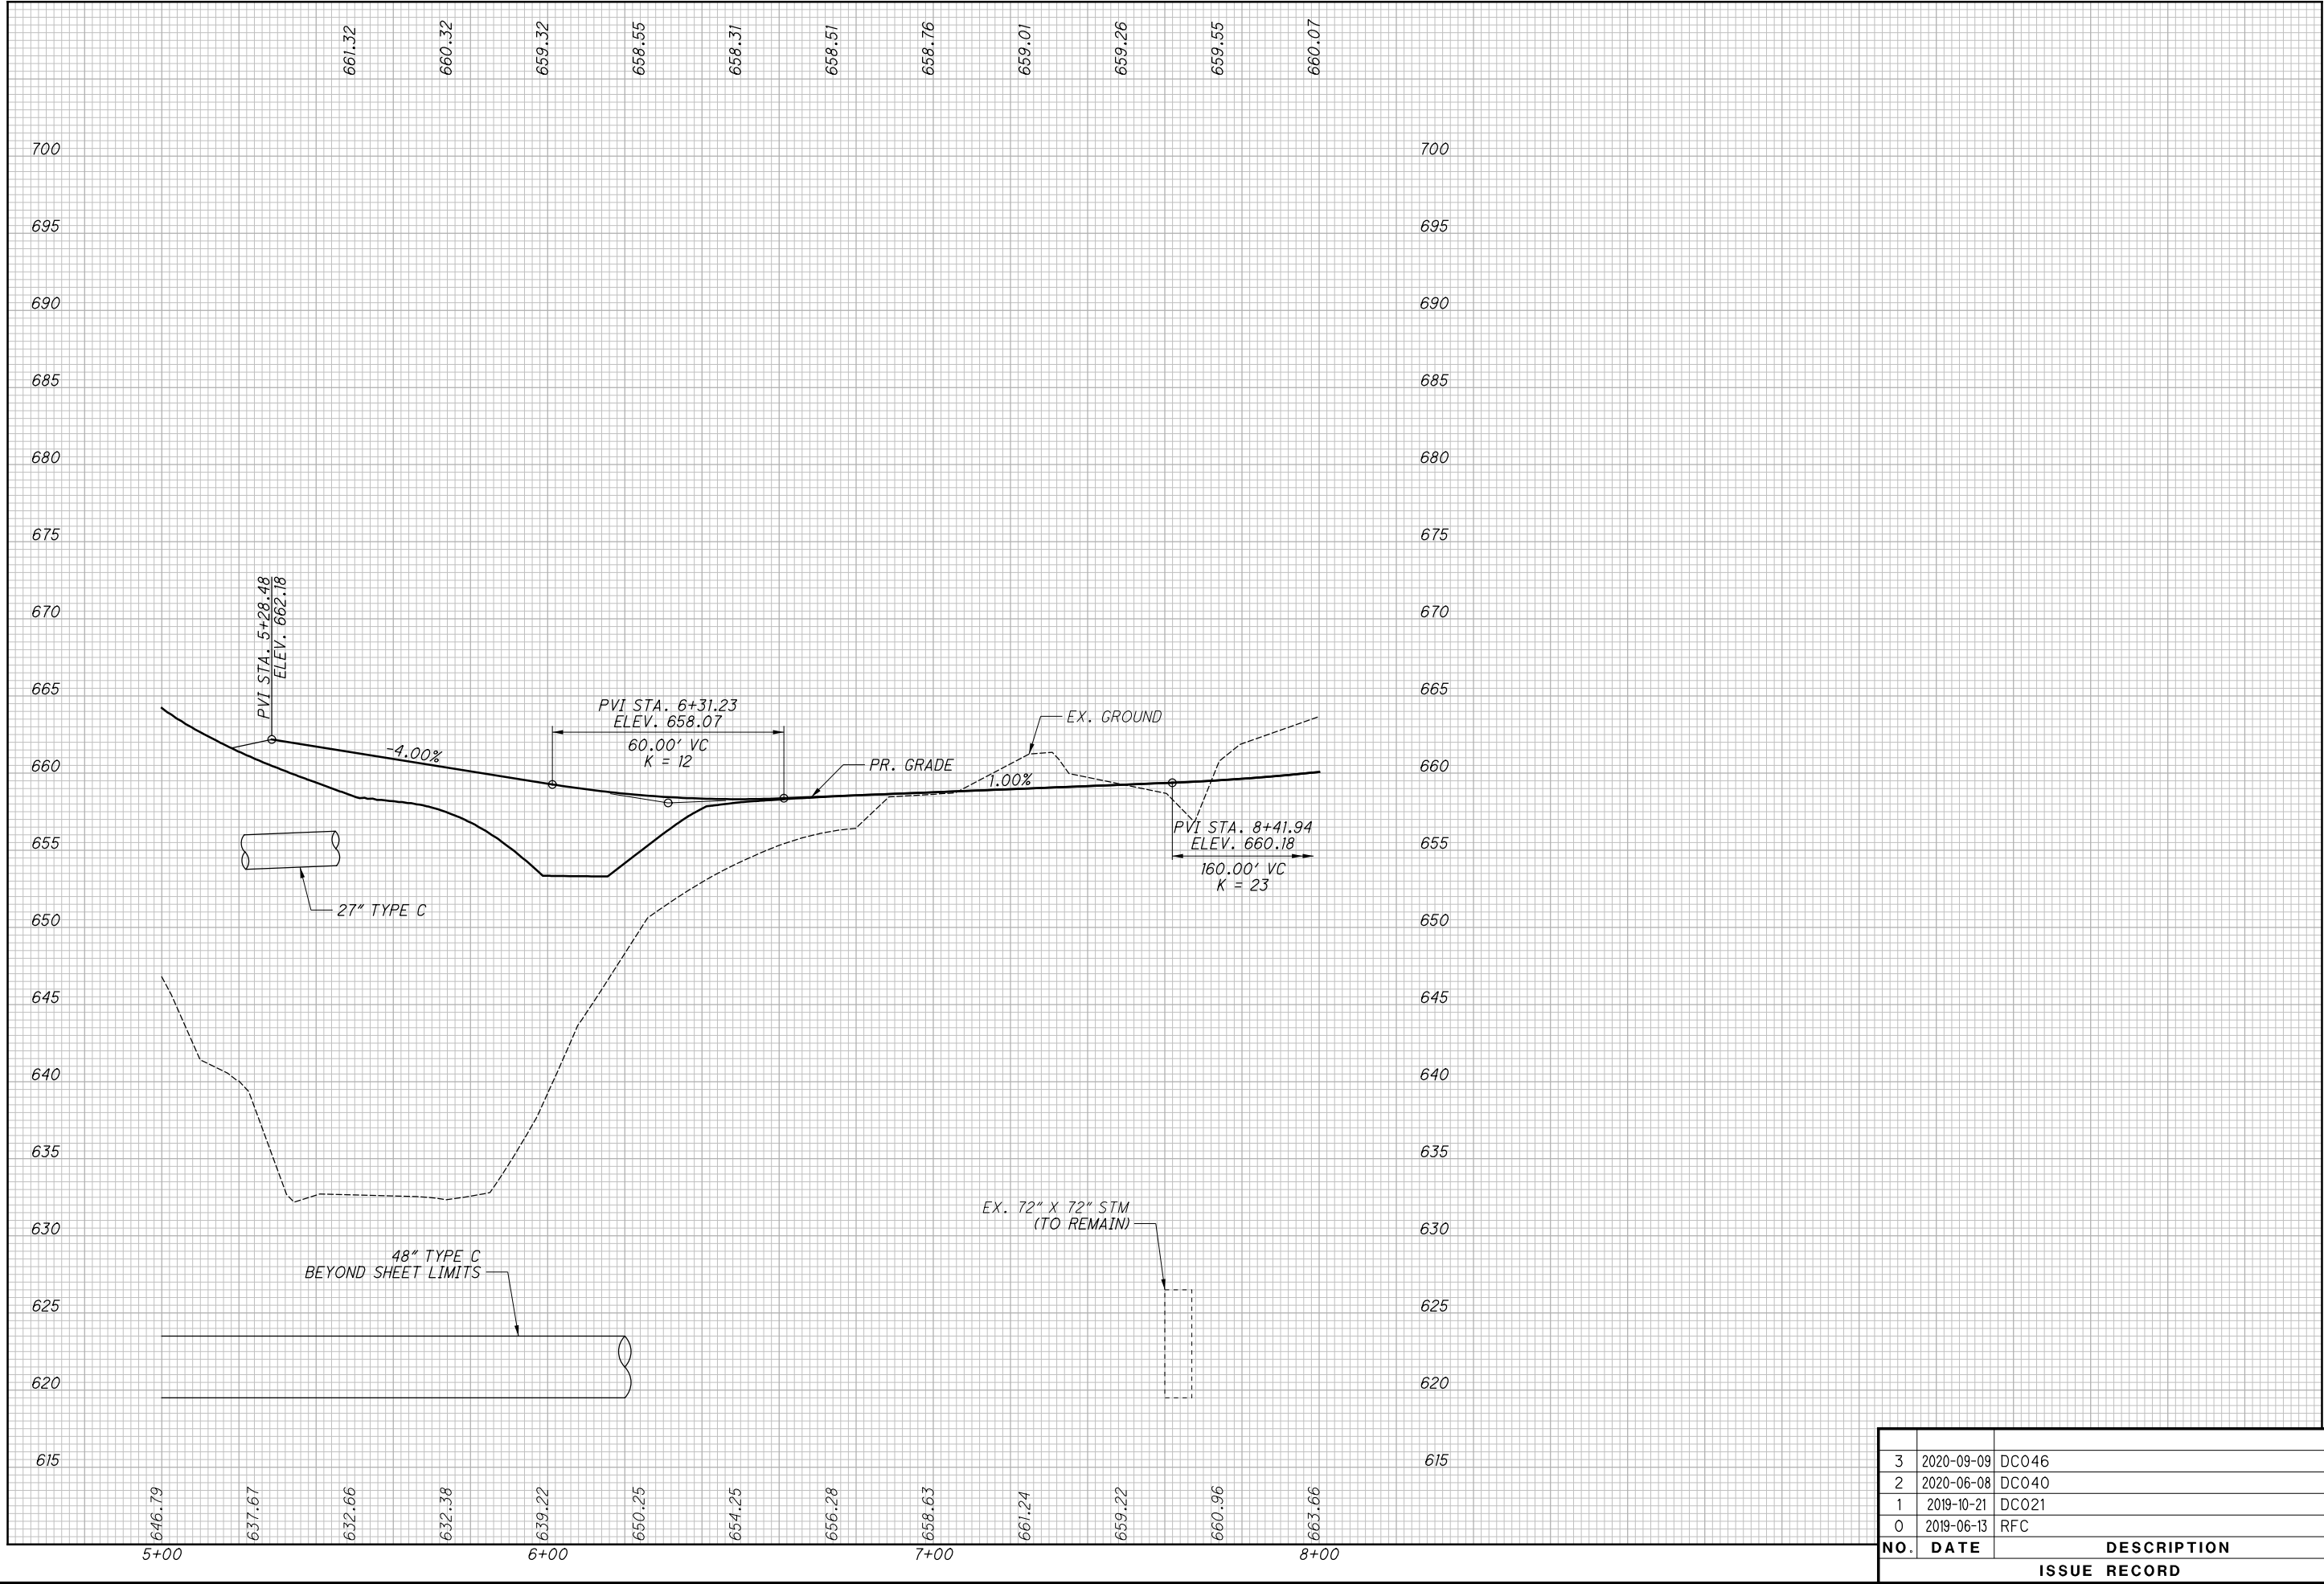 661.32 660.32 659.32 658.55 658.31 658.51 658.76 659.01 659.26 659.55 660.07
700 700
695 695
690 690
685 685
680 680
675 675
670 670
665 665
660 660
655 655
650 650
645 645
640 640
635 635
630 630
625 625
620 620
615 615
PVI STA. 5+28.48
ELEV. 662.18
-4.00%
PVI STA. 6+31.23
ELEV. 658.07
60.00' VC
K = 12
PR. GRADE
EX. GROUND
1.00%
PVI STA. 8+41.94
ELEV. 660.18
160.00' VC
K = 23
27" TYPE C
48" TYPE C
BEYOND SHEET LIMITS
EX. 72" X 72" STM
(TO REMAIN)
646.79 637.67 632.66 632.38 639.22 650.25 654.25 656.28 658.63 661.24 659.22 660.96 663.66
5+00 6+00 7+00 8+00
3 2020-09-09 DC046
2 2020-06-08 DC040
1 2019-10-21 DC021
0 2019-06-13 RFC
NO. DATE DESCRIPTION
ISSUE RECORD